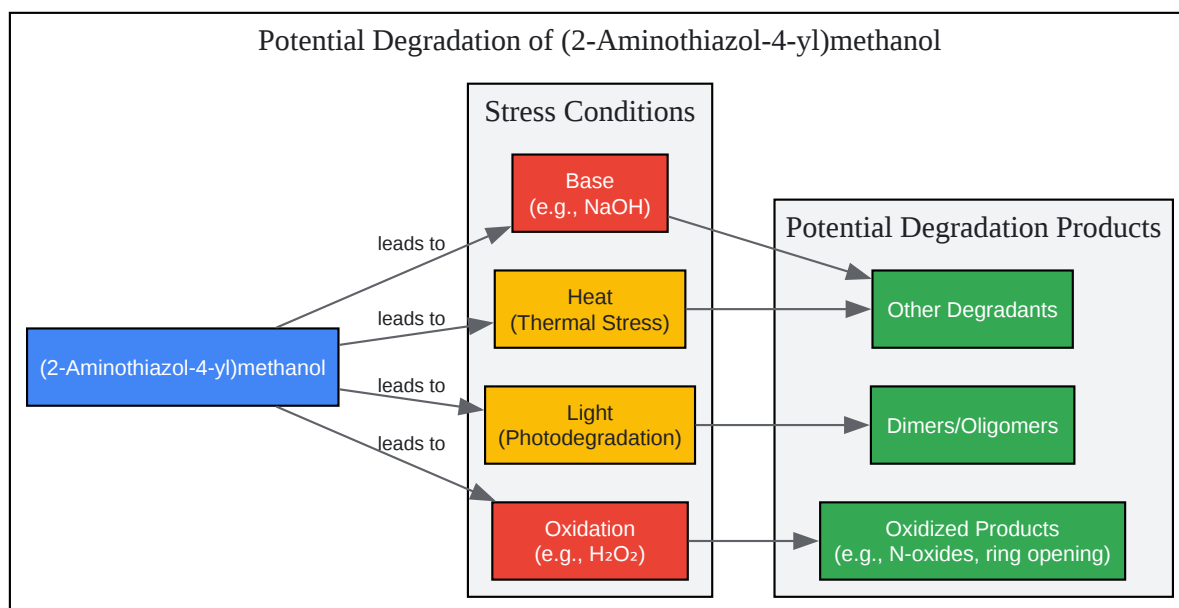 Potential Degradation of (2-Aminothiazol-4-yl)methanol
Stress Conditions
Base
(e.g., NaOH)
Potential Degradation Products
leads to
Heat
(Thermal Stress)
Other Degradants
leads to
(2-Aminothiazol-4-yl)methanol
leads to
Light
(Photodegradation)
Dimers/Oligomers
leads to
Oxidation
(e.g., H₂O₂)
Oxidized Products
(e.g., N-oxides, ring opening)